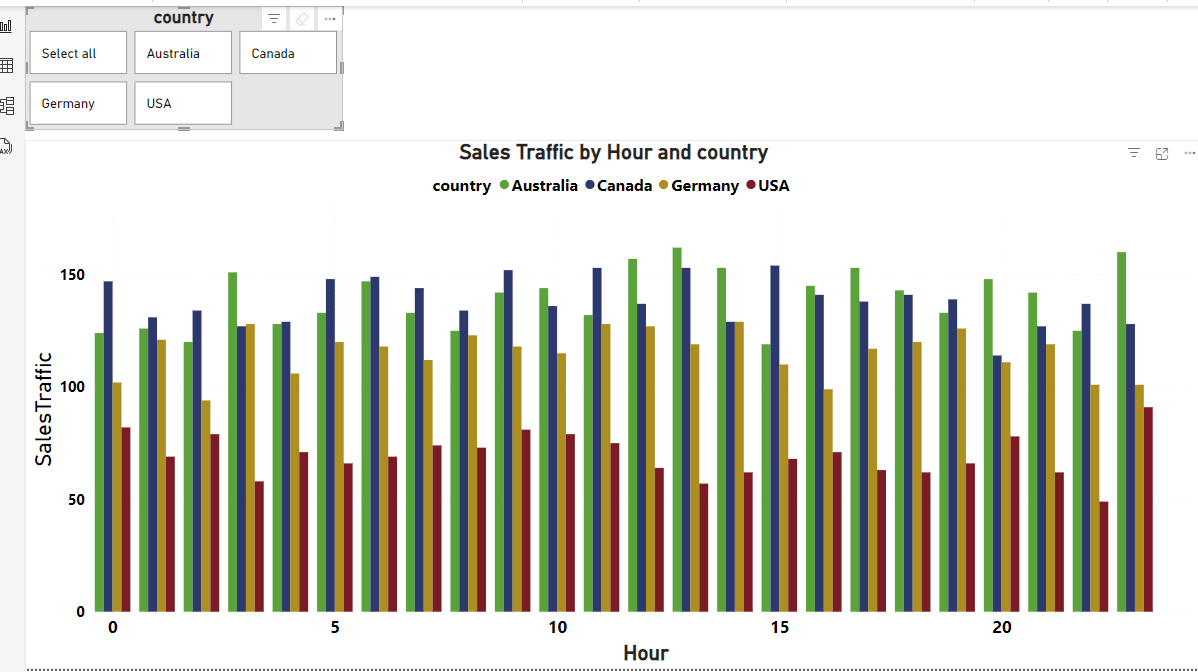 country
Select all
Australia
Canada
Germany
USA
Sales Traffic by Hour and country
country Australia Canada Germany USA
150
100
50
0
SalesTraffic
0 5 10 15 20
Hour